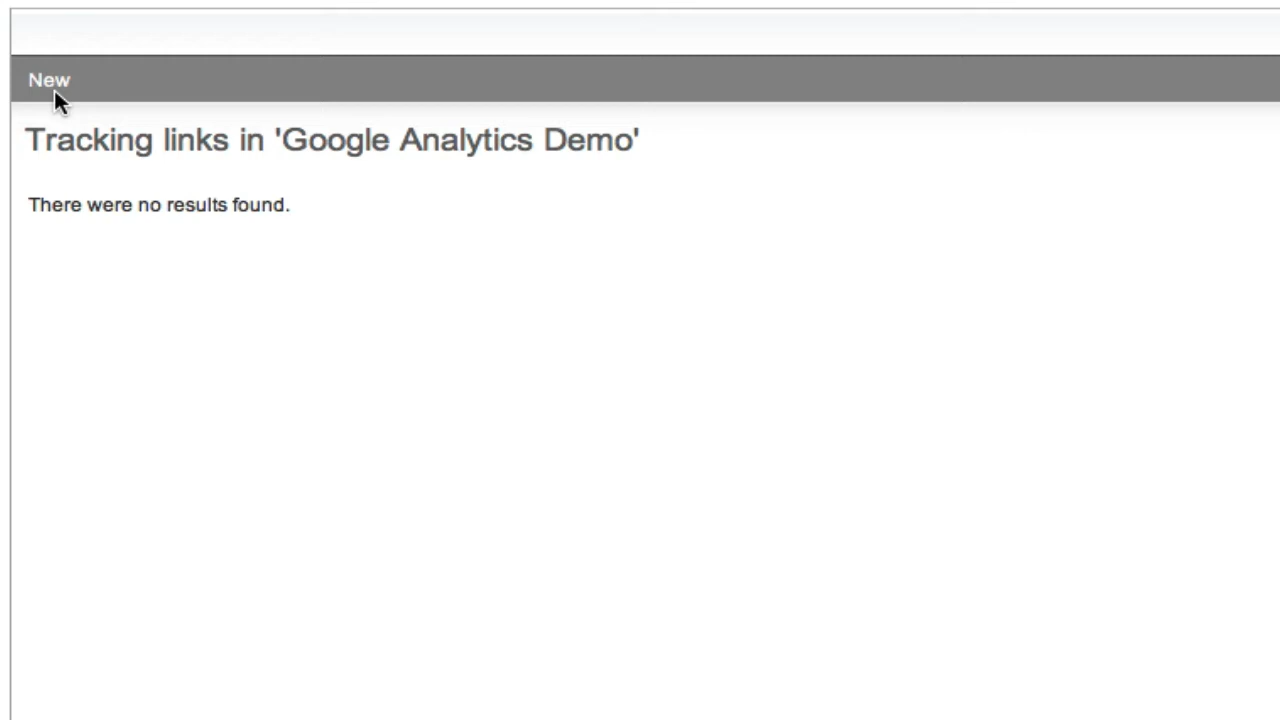 New
Tracking links in 'Google Analytics Demo'
There were no results found.